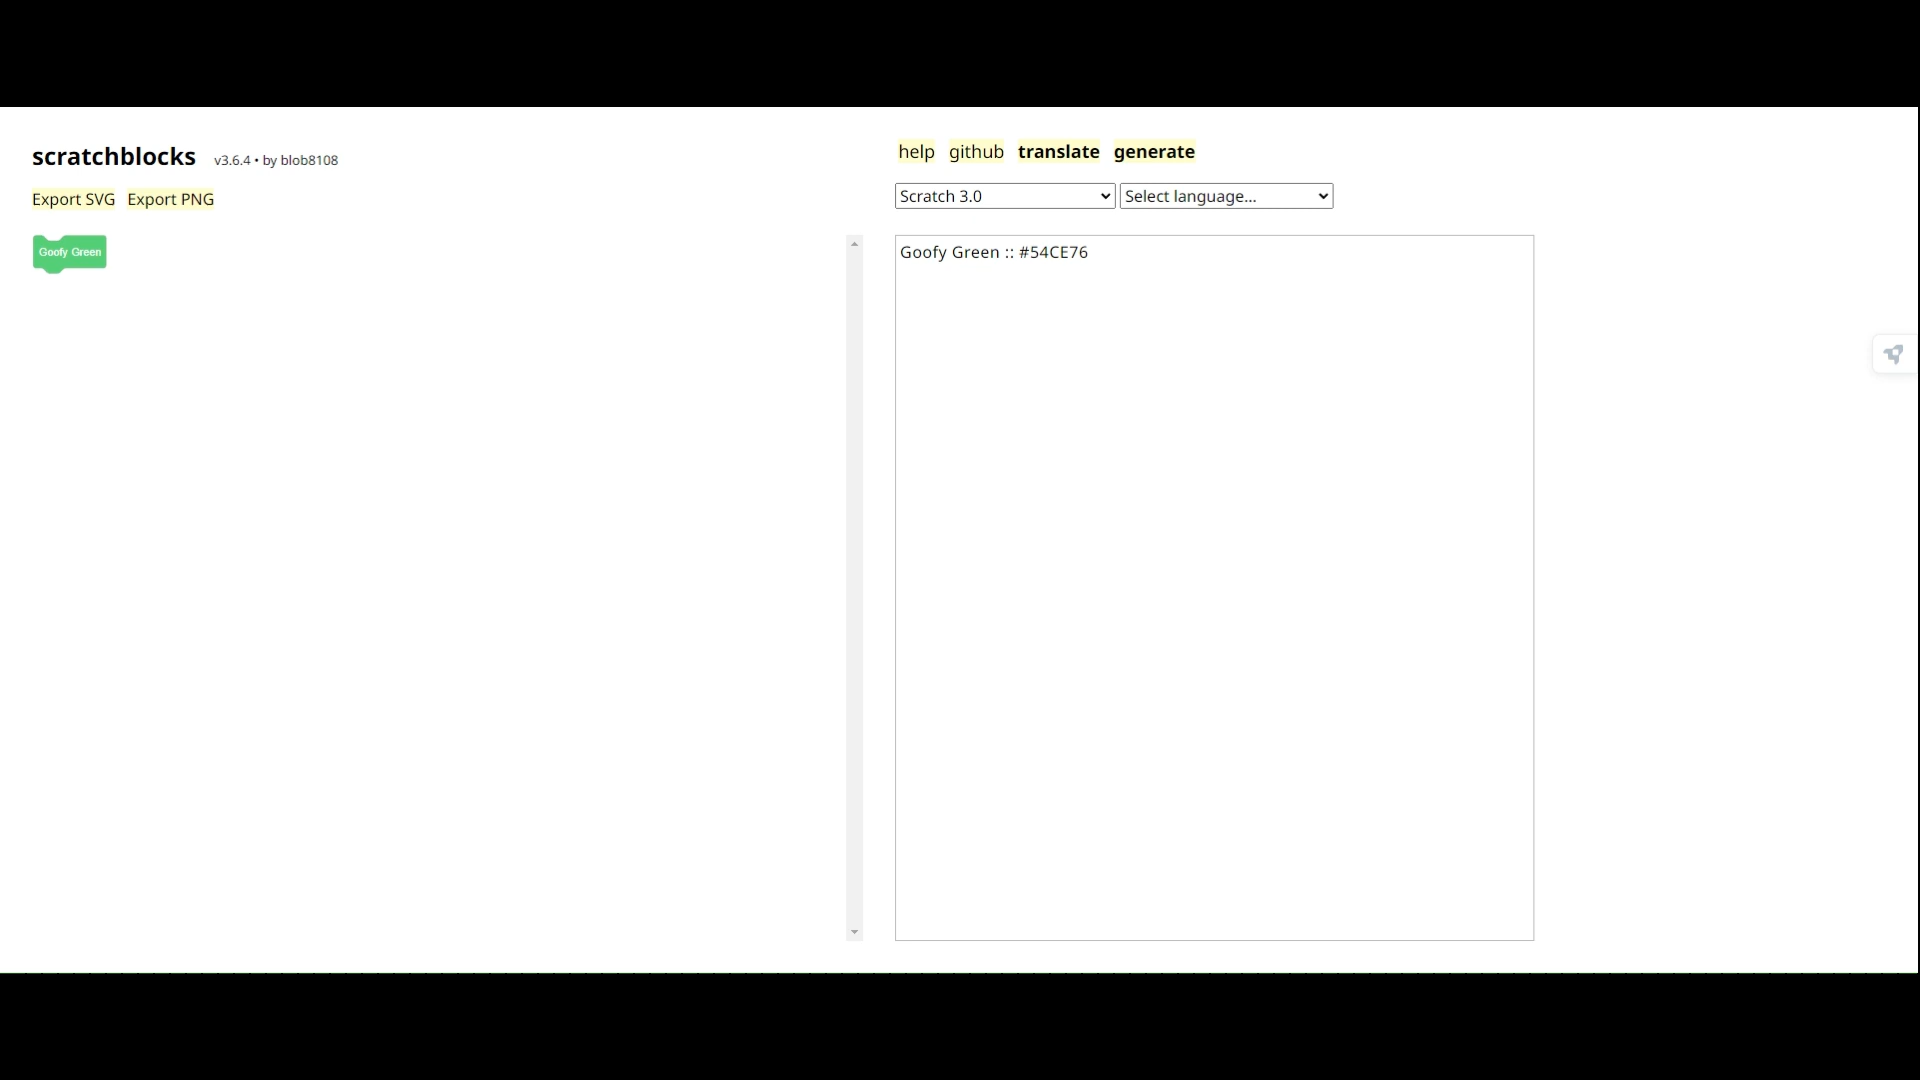 scratchblocks v3.6.4 • by blob8108
Export SVG Export PNG
Goofy Green
help github translate generate
Scratch 3.0 Select language...
Goofy Green :: #54CE76